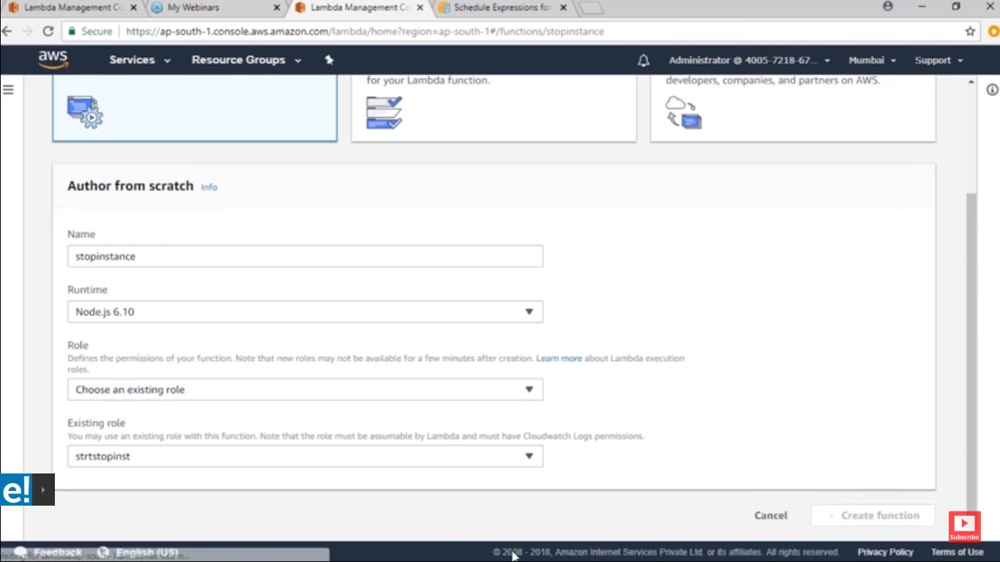 Lambda Management Co
My Webinars
Lambda Management Co
Schedule Expressions for
Secure
https://ap-south-1.console.aws.amazon.com/lambda/home?region=ap-south-1#/functions/stopinstance
aws
Services
Resource Groups
Administrator @ 4005-7218-67...
Mumbai
Support
for your Lambda function.
developers, companies, and partners on AWS.
Author from scratch Info
Name
stopinstance
Runtime
Node.js 6.10
Role
Defines the permissions of your function. Note that new roles may not be available for a few minutes after creation. Learn more about Lambda execution
roles.
Choose an existing role
Existing role
You may use an existing role with this function. Note that the role must be assumable by Lambda and must have Cloudwatch Logs permissions.
strtstopinst
e!
Cancel
Create function
Subscribe
Feedback
English (US)
© 2008 - 2018, Amazon Internet Services Private Ltd. or its affiliates. All rights reserved.
Privacy Policy
Terms of Use